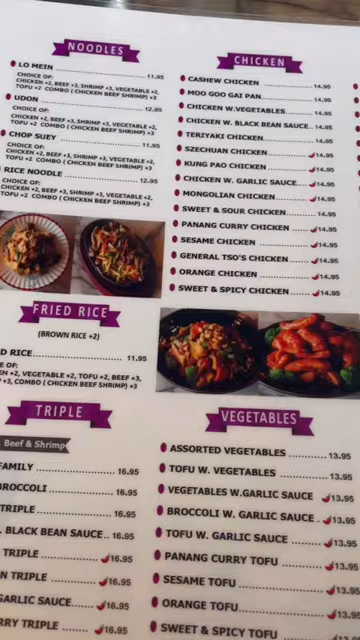 NOODLES
LO MEIN 11.95
CHOICE OF:
CHICKEN +2, BEEF +3, SHRIMP +3, VEGETABLE +2,
TOFU +2 COMBO (CHICKEN BEEF SHRIMP) +3
UDON 12.95
CHOICE OF:
CHICKEN +2, BEEF +3, SHRIMP +3, VEGETABLE +2,
TOFU +2 COMBO (CHICKEN BEEF SHRIMP) +3
CHOP SUEY 11.95
CHOICE OF:
CHICKEN +2, BEEF +3, SHRIMP +3, VEGETABLE +2,
TOFU +2 COMBO (CHICKEN BEEF SHRIMP) +3
RICE NOODLE 12.95
CHOICE OF:
CHICKEN +2, BEEF +3, SHRIMP +3, VEGETABLE +2,
TOFU +2 COMBO (CHICKEN BEEF SHRIMP) +3
FRIED RICE
(BROWN RICE +2)
D RICE 11.95
E OF:
EN +2, VEGETABLE +2, TOFU +2, BEEF +3,
P +3, COMBO (CHICKEN BEEF SHRIMP) +3
TRIPLE
Beef & Shrimp
FAMILY 16.95
BROCCOLI 16.95
TRIPLE 16.95
. BLACK BEAN SAUCE.. 16.95
TRIPLE 16.95
N TRIPLE 16.95
GARLIC SAUCE 16.95
RRY TRIPLE 16.95
CHICKEN
CASHEW CHICKEN 14.95
MOO GOO GAI PAN 14.95
CHICKEN W.VEGETABLES 14.95
CHICKEN W. BLACK BEAN SAUCE.. 14.95
TERIYAKI CHICKEN 14.95
SZECHUAN CHICKEN 14.95
KUNG PAO CHICKEN 14.95
CHICKEN W. GARLIC SAUCE 14.95
MONGOLIAN CHICKEN 14.95
SWEET & SOUR CHICKEN 14.95
PANANG CURRY CHICKEN 14.95
SESAME CHICKEN 14.95
GENERAL TSO'S CHICKEN 14.95
ORANGE CHICKEN 14.95
SWEET & SPICY CHICKEN 14.95
VEGETABLES
ASSORTED VEGETABLES 13.95
TOFU W. VEGETABLES 13.95
VEGETABLES W.GARLIC SAUCE 13.95
BROCCOLI W. GARLIC SAUCE . 13.95
TOFU W. GARLIC SAUCE 13.95
PANANG CURRY TOFU 13.95
SESAME TOFU 13.95
ORANGE TOFU 13.95
SWEET & SPICY TOFU 13.95